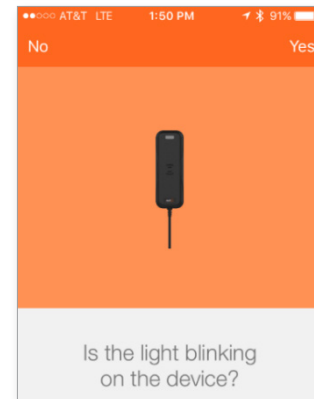 AT&T LTE 1:50 PM 91%
No Yes
Is the light blinking
on the device?